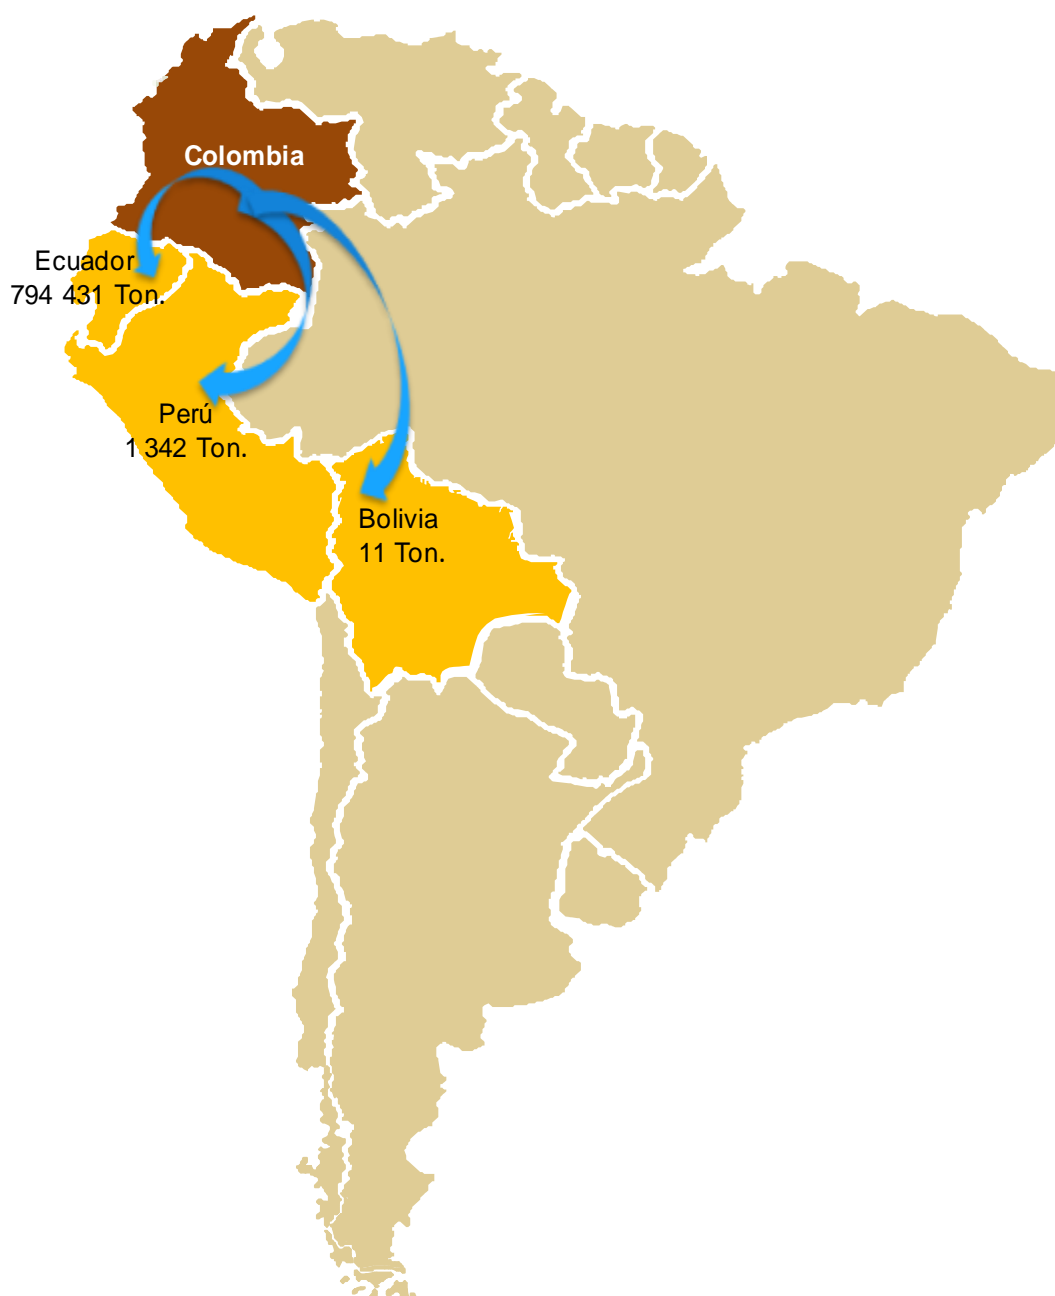 Colombia
Ecuador
794 431 Ton.
Perú
1 342 Ton.
Bolivia
11 Ton.